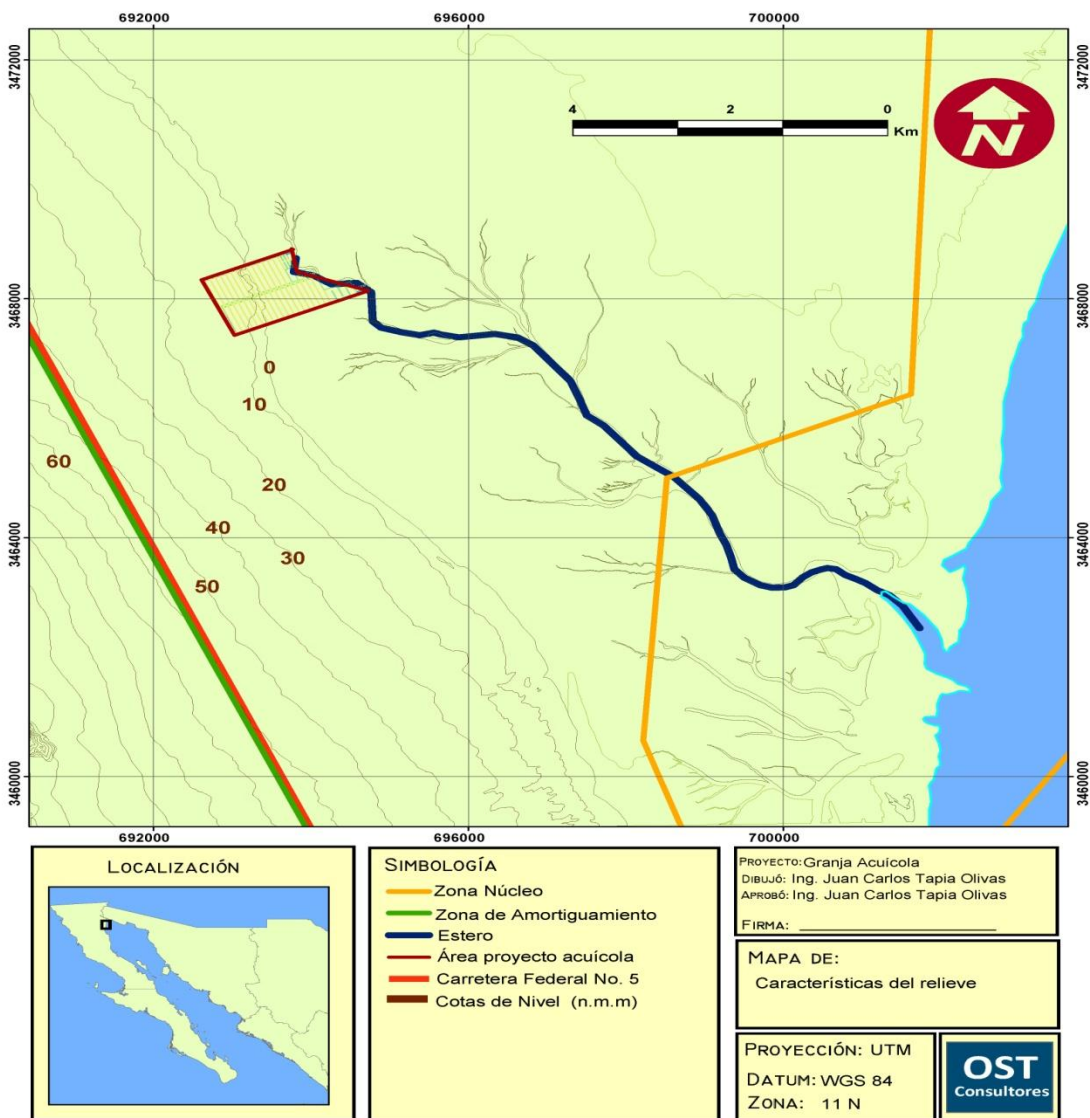 692000
696000
700000
3472000
3472000
4
2
0
Km
N
3468000
3468000
0
10
60
20
40
30
50
3464000
3464000
3460000
3460000
692000
696000
700000
LOCALIZACIÓN
SIMBOLOGÍA
Zona Núcleo
Zona de Amortiguamiento
Estero
Área proyecto acuícola
Carretera Federal No. 5
Cotas de Nivel (n.m.m)
PROYECTO: Granja Acuícola
DIBUJÓ: Ing. Juan Carlos Tapia Olivas
APROBÓ: Ing. Juan Carlos Tapia Olivas
FIRMA:
MAPA DE:
Características del relieve
PROYECCIÓN: UTM
DATUM: WGS 84
ZONA: 11 N
OST
Consultores